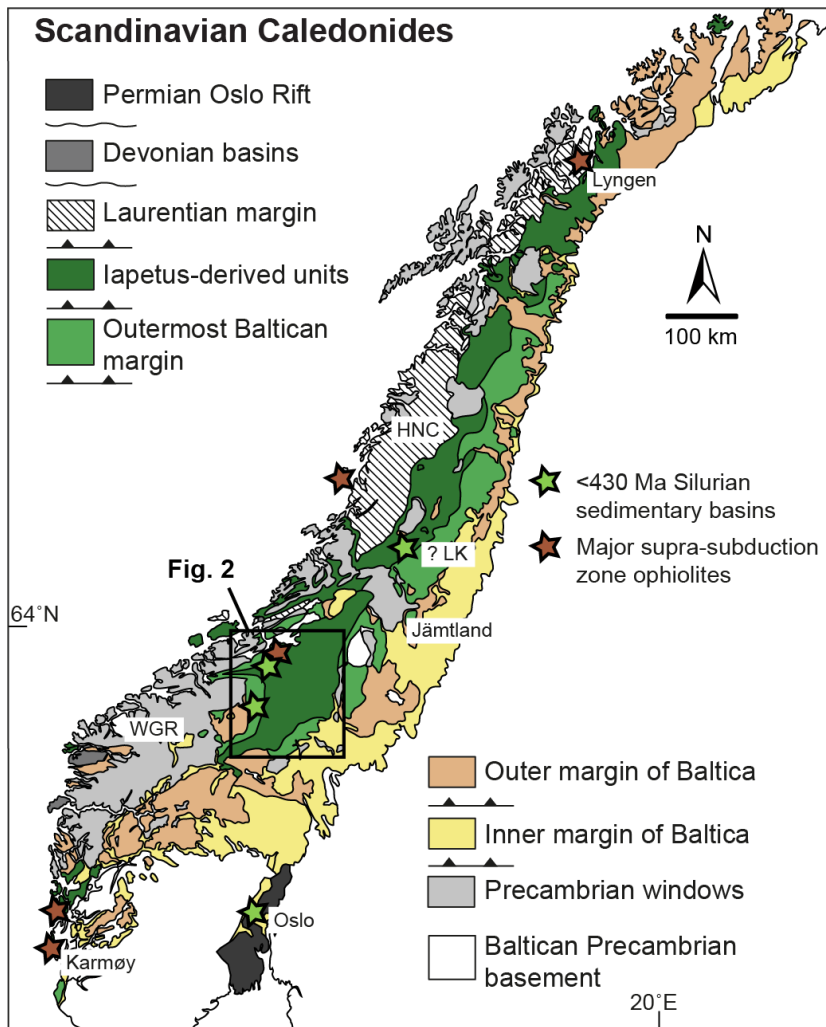 Scandinavian Caledonides
Permian Oslo Rift
Devonian basins
Laurentian margin
Iapetus-derived units
Outermost Baltican
margin
Lyngen
N
100 km
HNC
<430 Ma Silurian
sedimentary basins
Major supra-subduction
zone ophiolites
? LK
Fig. 2
64˚N
Jämtland
WGR
Outer margin of Baltica
Inner margin of Baltica
Precambrian windows
Baltican Precambrian
basement
Oslo
Karmøy
20˚E